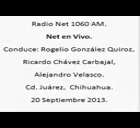 Radio Net 1060 AM.
Net en Vivo.
Conduce: Rogelio González Quiroz,
Ricardo Chávez Carbajal,
Alejandro Velasco.
Cd. Juárez, Chihuahua.
20 Septiembre 2013.